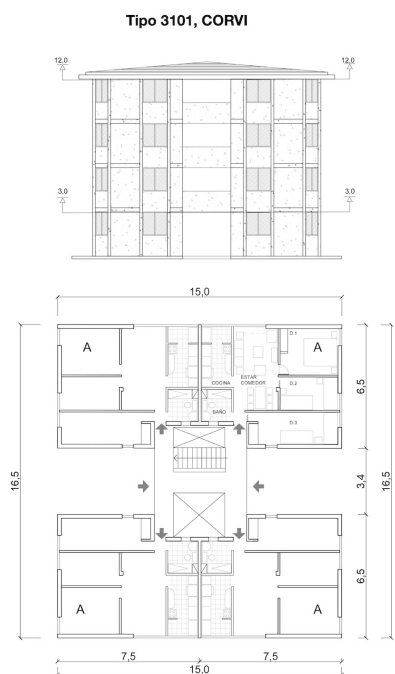 Tipo 3101, CORVI
12,0 12,0
3,0 3,0
15,0
A D.1 A
ESTAR
COCINA COMEDOR D.2
BAÑO D.3
6,5
16,5 3,4 16,5
6,5
A A
7,5 7,5
15,0